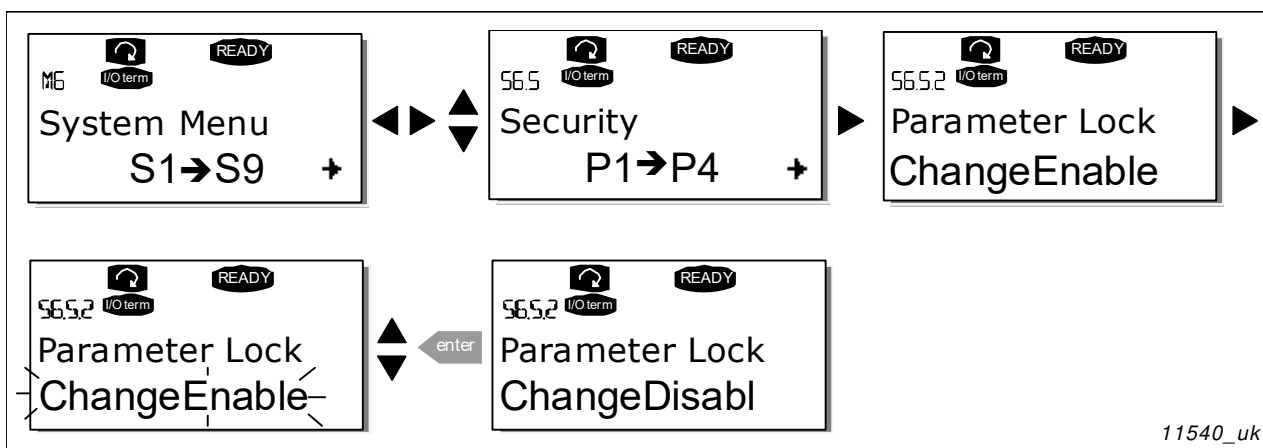 READY
M6 I/O term
System Menu
S1➔S9
READY
S6.5 I/O term
Security
P1➔P4
READY
S6.5.2 I/O term
Parameter Lock
ChangeEnable
READY
S6.5.2 I/O term
Parameter Lock
ChangeEnable
enter
READY
S6.5.2 I/O term
Parameter Lock
ChangeDisabl
11540_uk